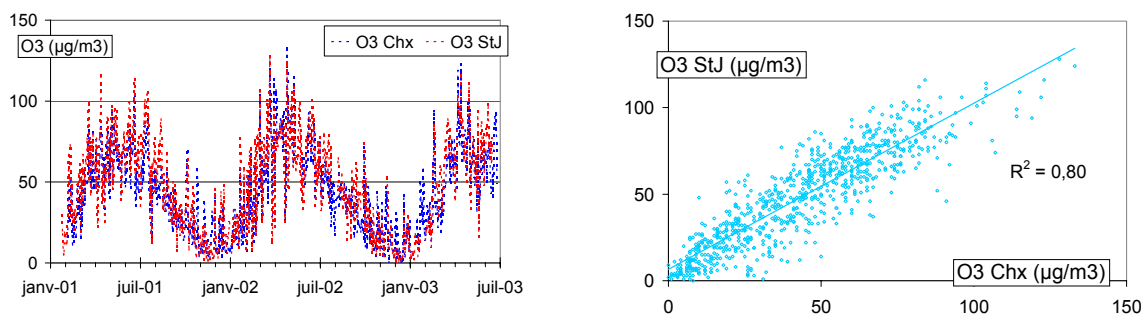 150
O3 (µg/m3)
O3 Chx
O3 StJ
100
50
0
janv-01
juil-01
janv-02
juil-02
janv-03
juil-03
150
O3 StJ (µg/m3)
100
R² = 0,80
50
O3 Chx (µg/m3)
0
0
50
100
150